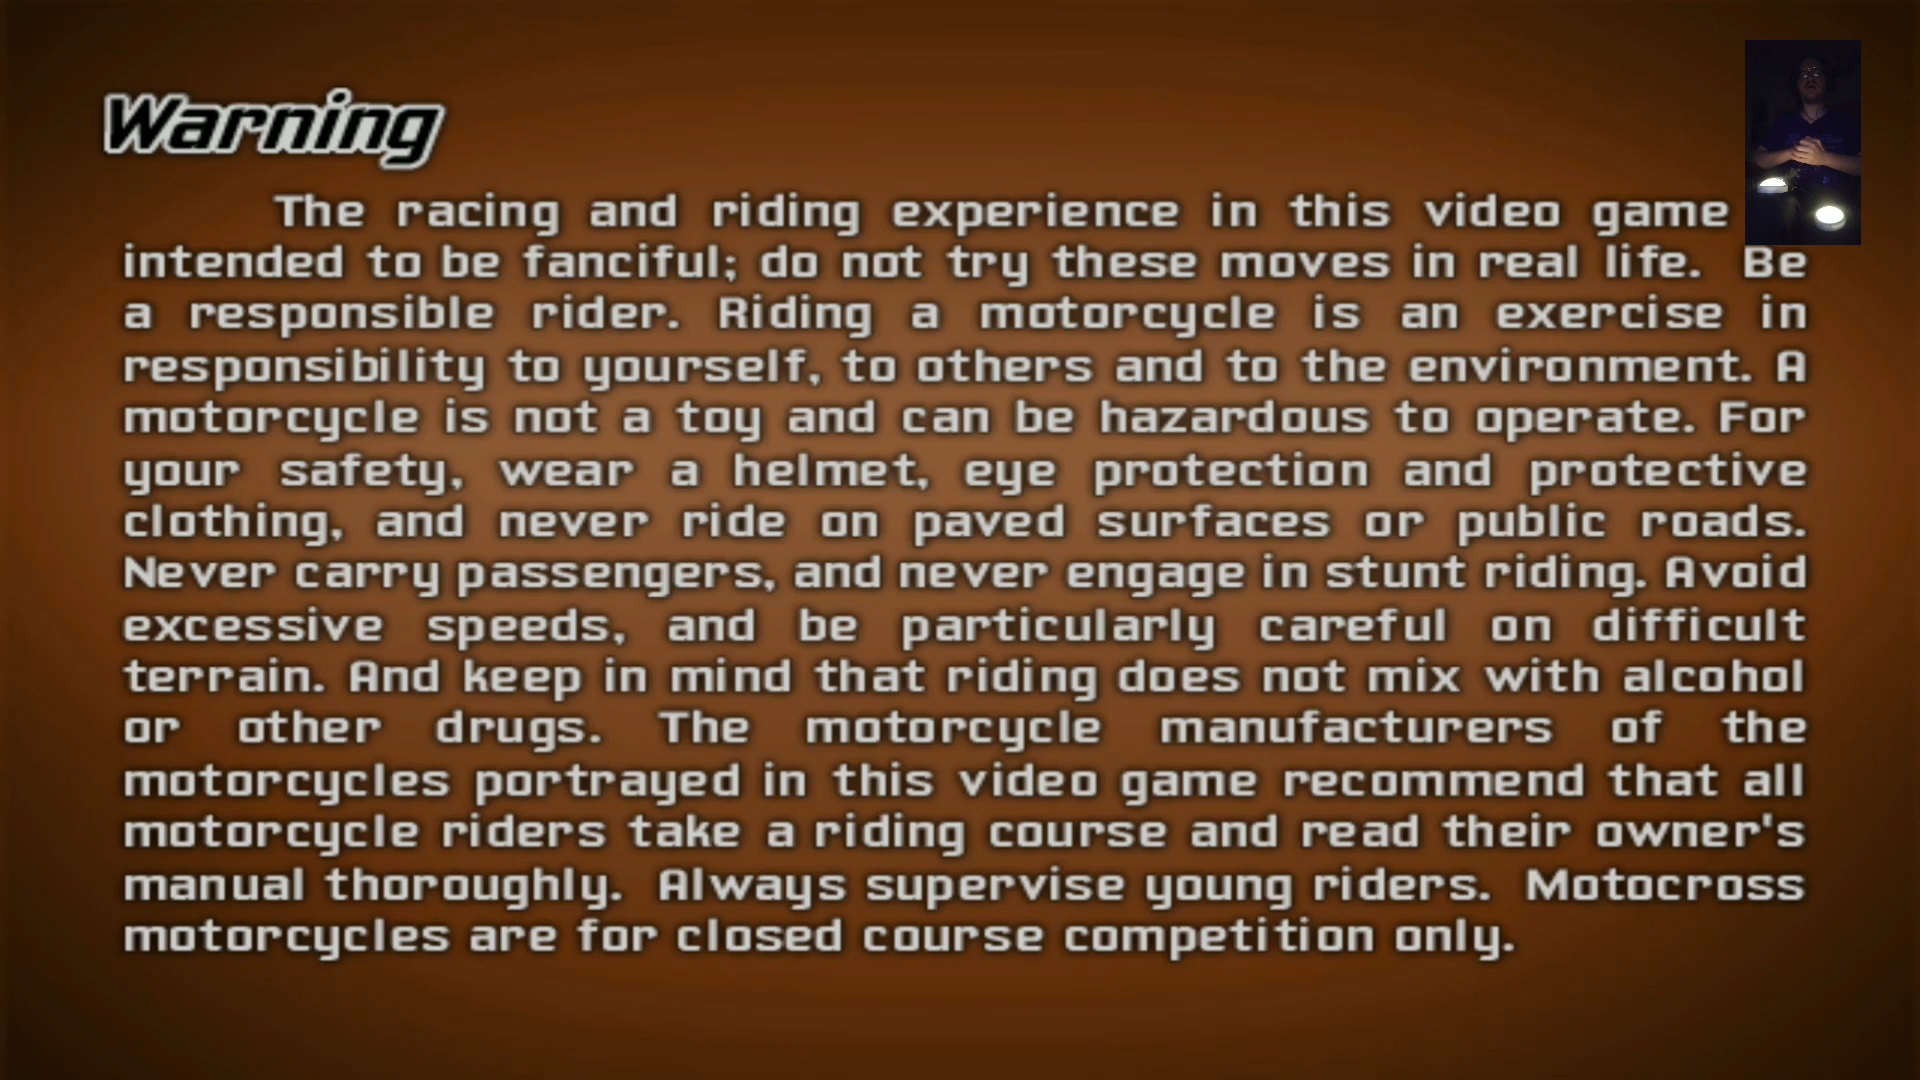 Warning
The racing and riding experience in this video game
intended to be fanciful; do not try these moves in real life. Be
a responsible rider. Riding a motorcycle is an exercise in
responsibility to yourself, to others and to the environment. A
motorcycle is not a toy and can be hazardous to operate. For
your safety, wear a helmet, eye protection and protective
clothing, and never ride on paved surfaces or public roads.
Never carry passengers, and never engage in stunt riding. Avoid
excessive speeds, and be particularly careful on difficult
terrain. And keep in mind that riding does not mix with alcohol
or other drugs. The motorcycle manufacturers of the
motorcycles portrayed in this video game recommend that all
motorcycle riders take a riding course and read their owner's
manual thoroughly. Always supervise young riders. Motocross
motorcycles are for closed course competition only.